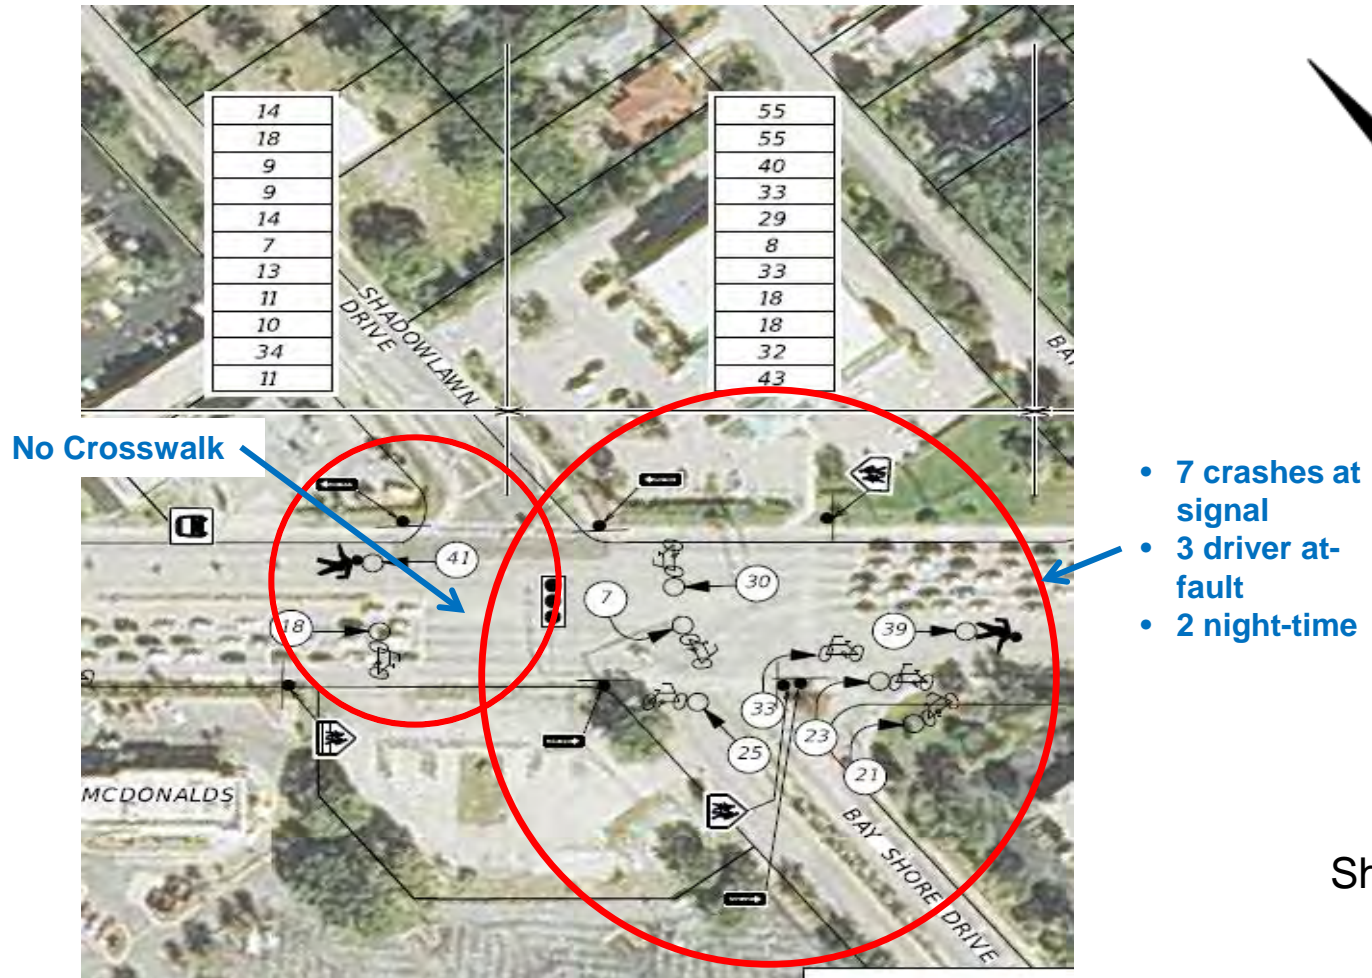 14
18
9
9
14
7
13
11
10
34
11
55
55
40
33
29
8
33
18
18
32
43
SHADOWLAWN
DRIVE
BA
No Crosswalk
• 7 crashes at
signal
• 3 driver at-
fault
• 2 night-time
41
30
7
18
39
33
23
25
21
MCDONALDS
BAY SHORE DRIVE
Sh